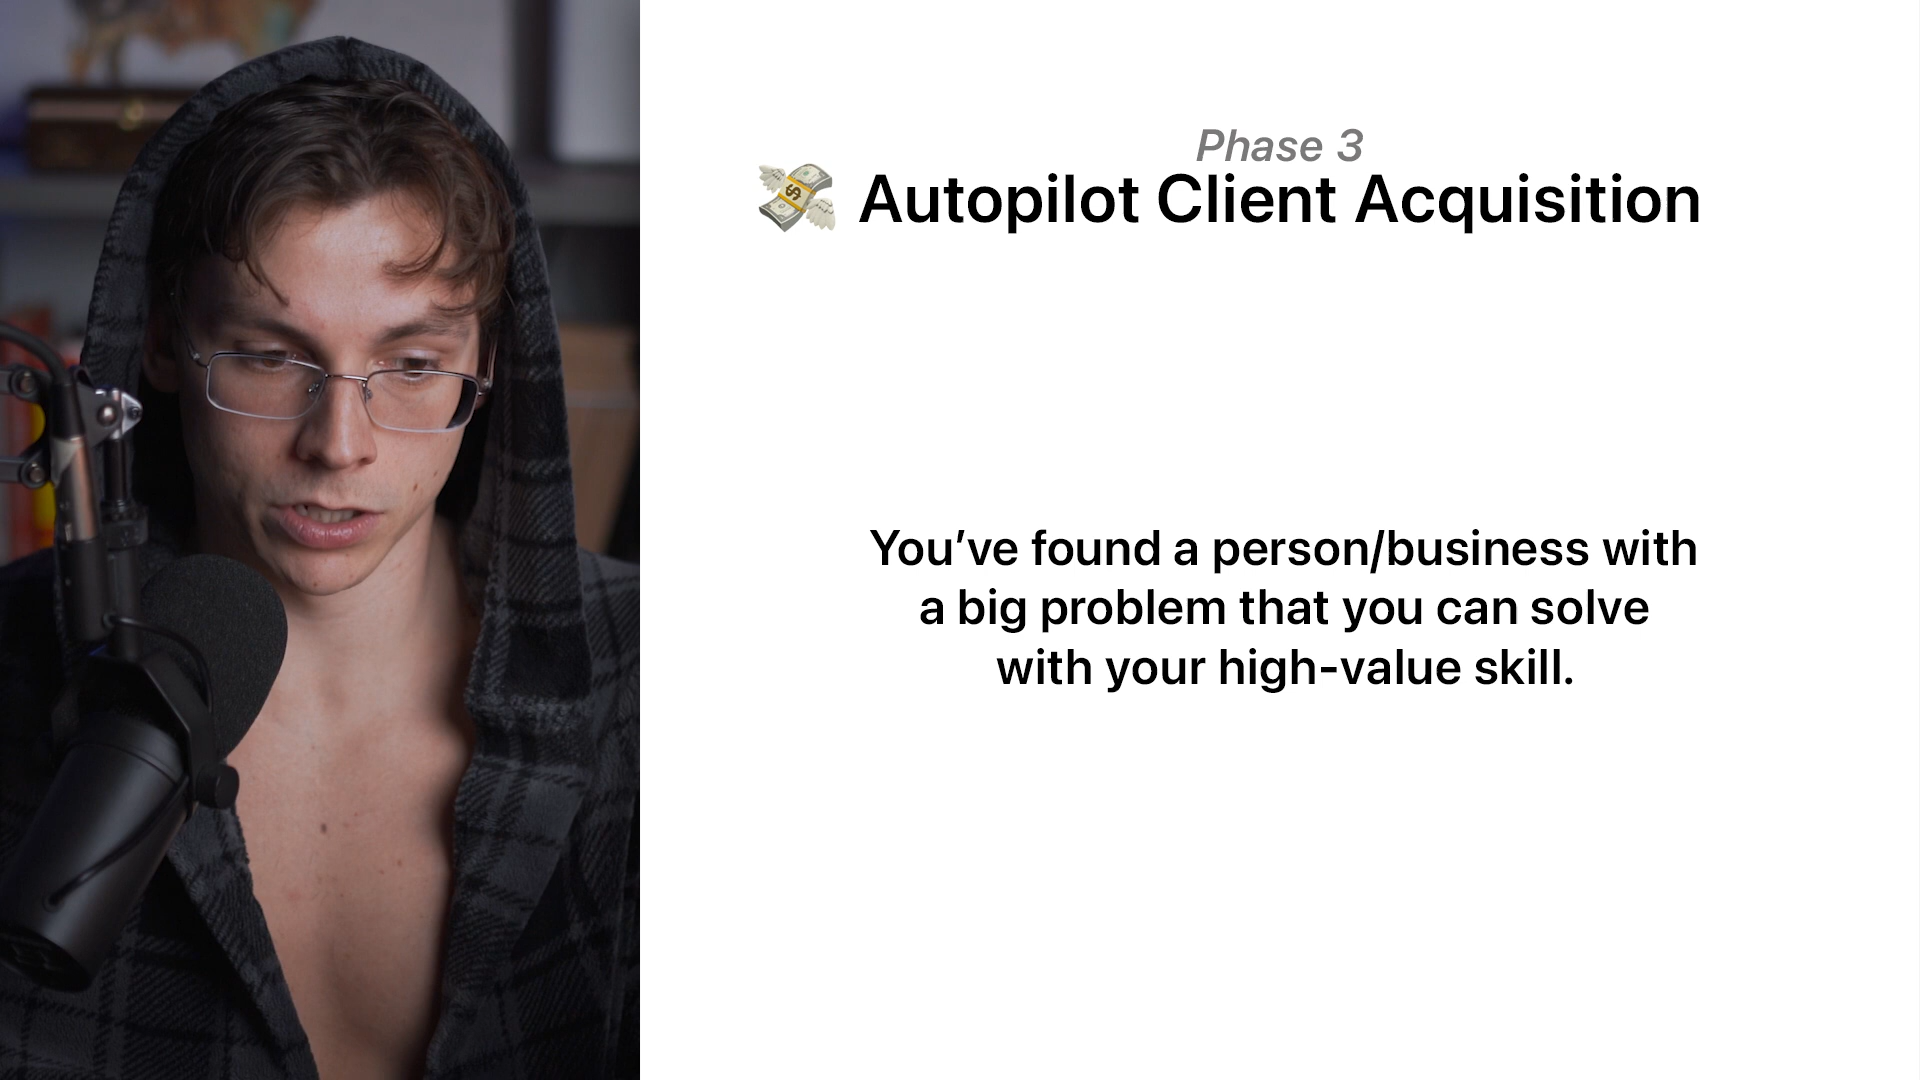 Phase 3
💸 Autopilot Client Acquisition
You’ve found a person/business with
a big problem that you can solve
with your high-value skill.